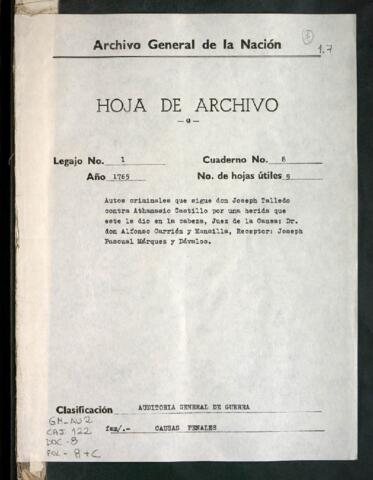 1.7
Archivo General de la Nación
HOJA DE ARCHIVO
Legajo No. 1 Cuaderno No. 8
Año 1765 No. de hojas útiles 9
Autos criminales que sigue don Joseph Talledo
contra Athanasio Castillo por una herida que
este le dio en la cabeza, Juez de la Causa: Dr.
don Alfonso Carrión y Mansilla, Receptor: Joseph
Pascual Márques y Dávalos.
Clasificación AUDITORIA GENERAL DE GUERRA
fmz/.- CAUSAS PENALES
GM-AU2
CAJ. 122
DOC - 8
FOL - 8+C